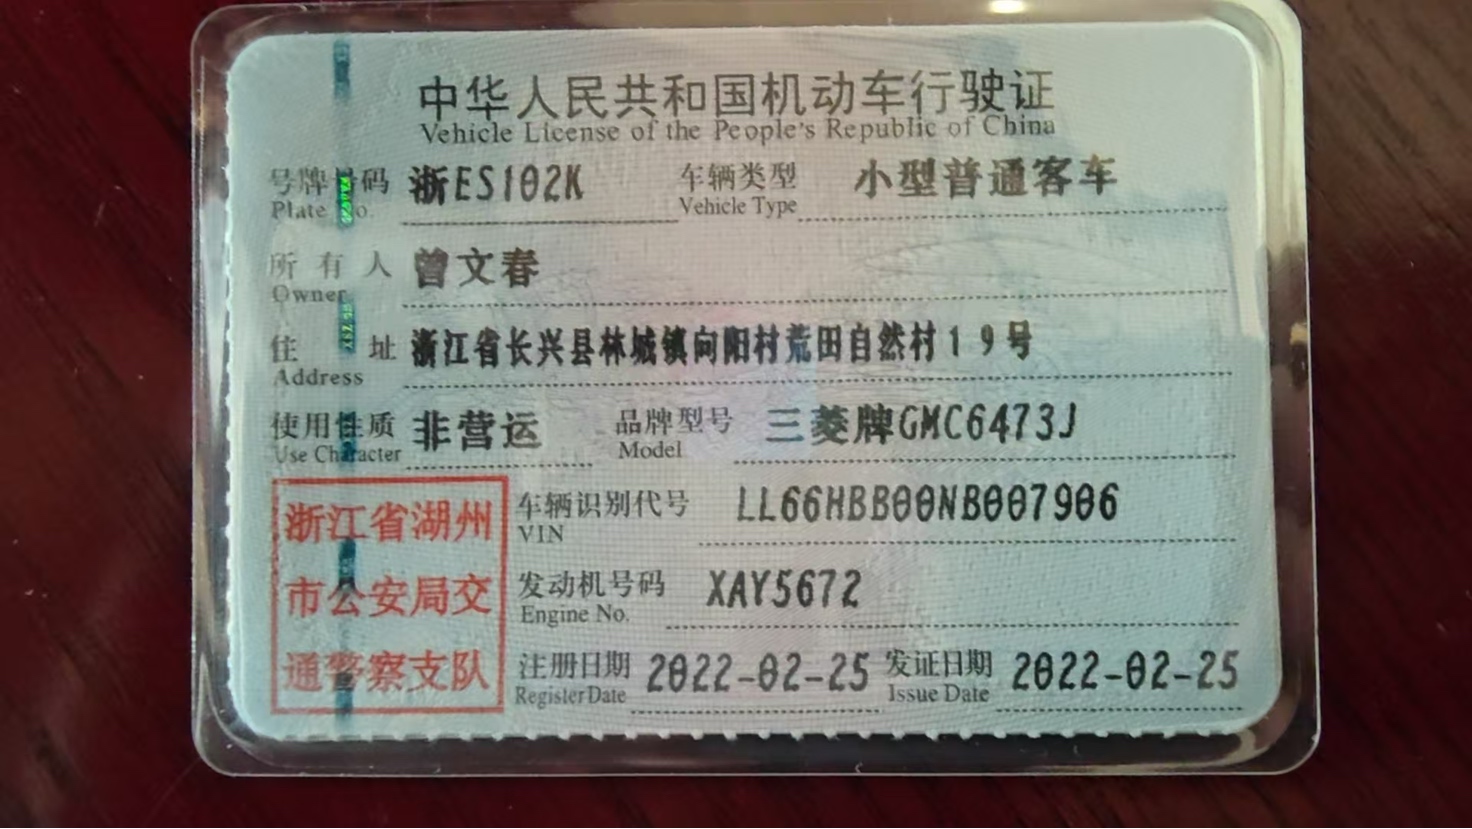 中华人民共和国机动车行驶证
Vehicle License of the People's Republic of China
号牌号码 浙ES102K 车辆类型 小型普通客车
Plate No. Vehicle Type
所有人 曾文春
Owner
住址 浙江省长兴县林城镇向阳村荒田自然村19号
Address
使用性质 非营运 品牌型号 三菱牌GMC6473J
Use Character Model
浙江省湖州
市公安局交
通警察支队
车辆识别代号 LL66HBB00NB007906
VIN
发动机号码 XAY5672
Engine No.
注册日期 2022-02-25 发证日期 2022-02-25
Register Date Issue Date